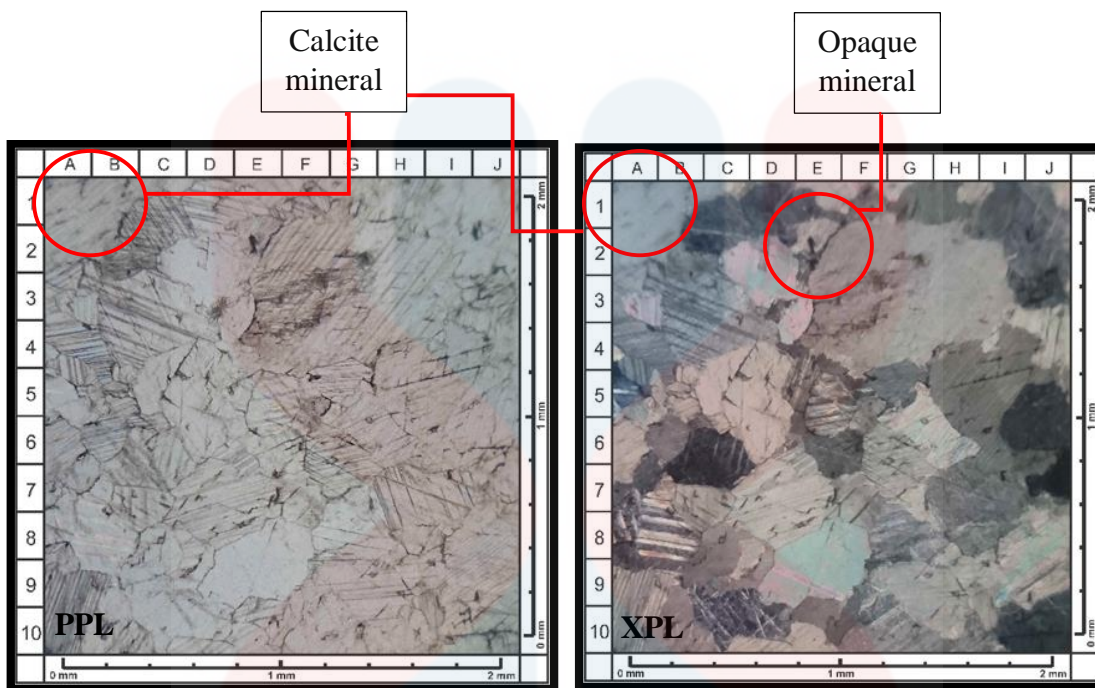 Calcite
mineral
Opaque
mineral
A B C D E F G H I J
1
2
3
4
5
6
7
8
9
10
2 mm
1 mm
0 mm
PPL
0 mm 1 mm 2 mm
A B C D E F G H I J
1
2
3
4
5
6
7
8
9
10
2 mm
1 mm
0 mm
XPL
0 mm 1 mm 2 mm